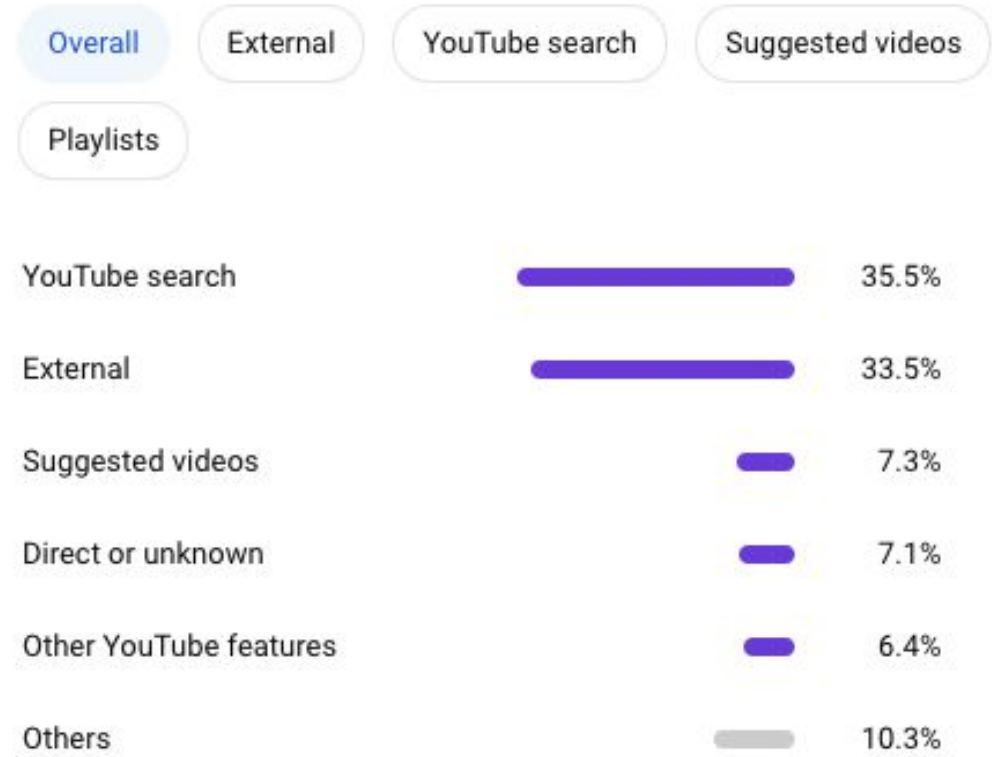 Overall External YouTube search Suggested videos
Playlists
YouTube search 35.5%
External 33.5%
Suggested videos 7.3%
Direct or unknown 7.1%
Other YouTube features 6.4%
Others 10.3%